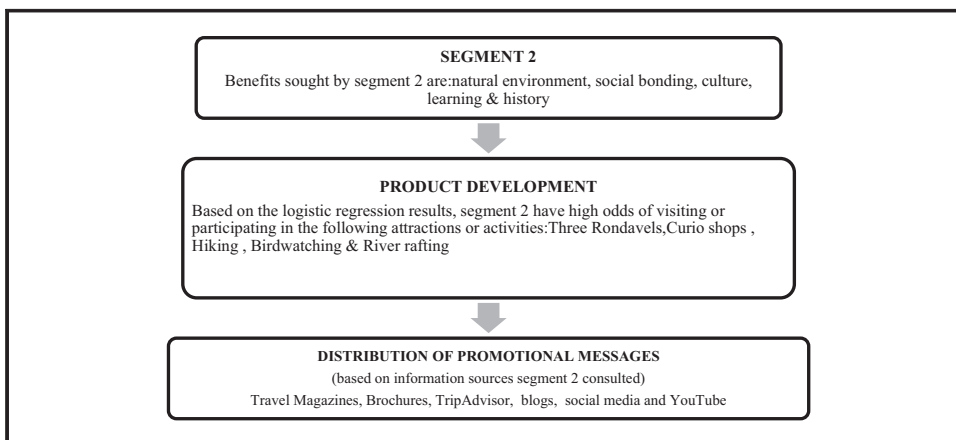 SEGMENT 2
Benefits sought by segment 2 are:natural environment, social bonding, culture,
learning & history
PRODUCT DEVELOPMENT
Based on the logistic regression results, segment 2 have high odds of visiting or
participating in the following attractions or activities:Three Rondavels,Curio shops ,
Hiking , Birdwatching & River rafting
DISTRIBUTION OF PROMOTIONAL MESSAGES
(based on information sources segment 2 consulted)
Travel Magazines, Brochures, TripAdvisor, blogs, social media and YouTube